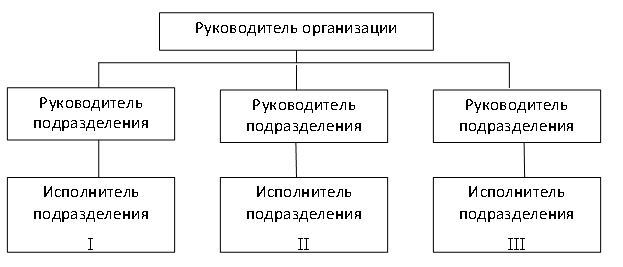 Руководитель организации
Руководитель
подразделения
Руководитель
подразделения
Руководитель
подразделения
Исполнитель
подразделения
I
Исполнитель
подразделения
II
Исполнитель
подразделения
III